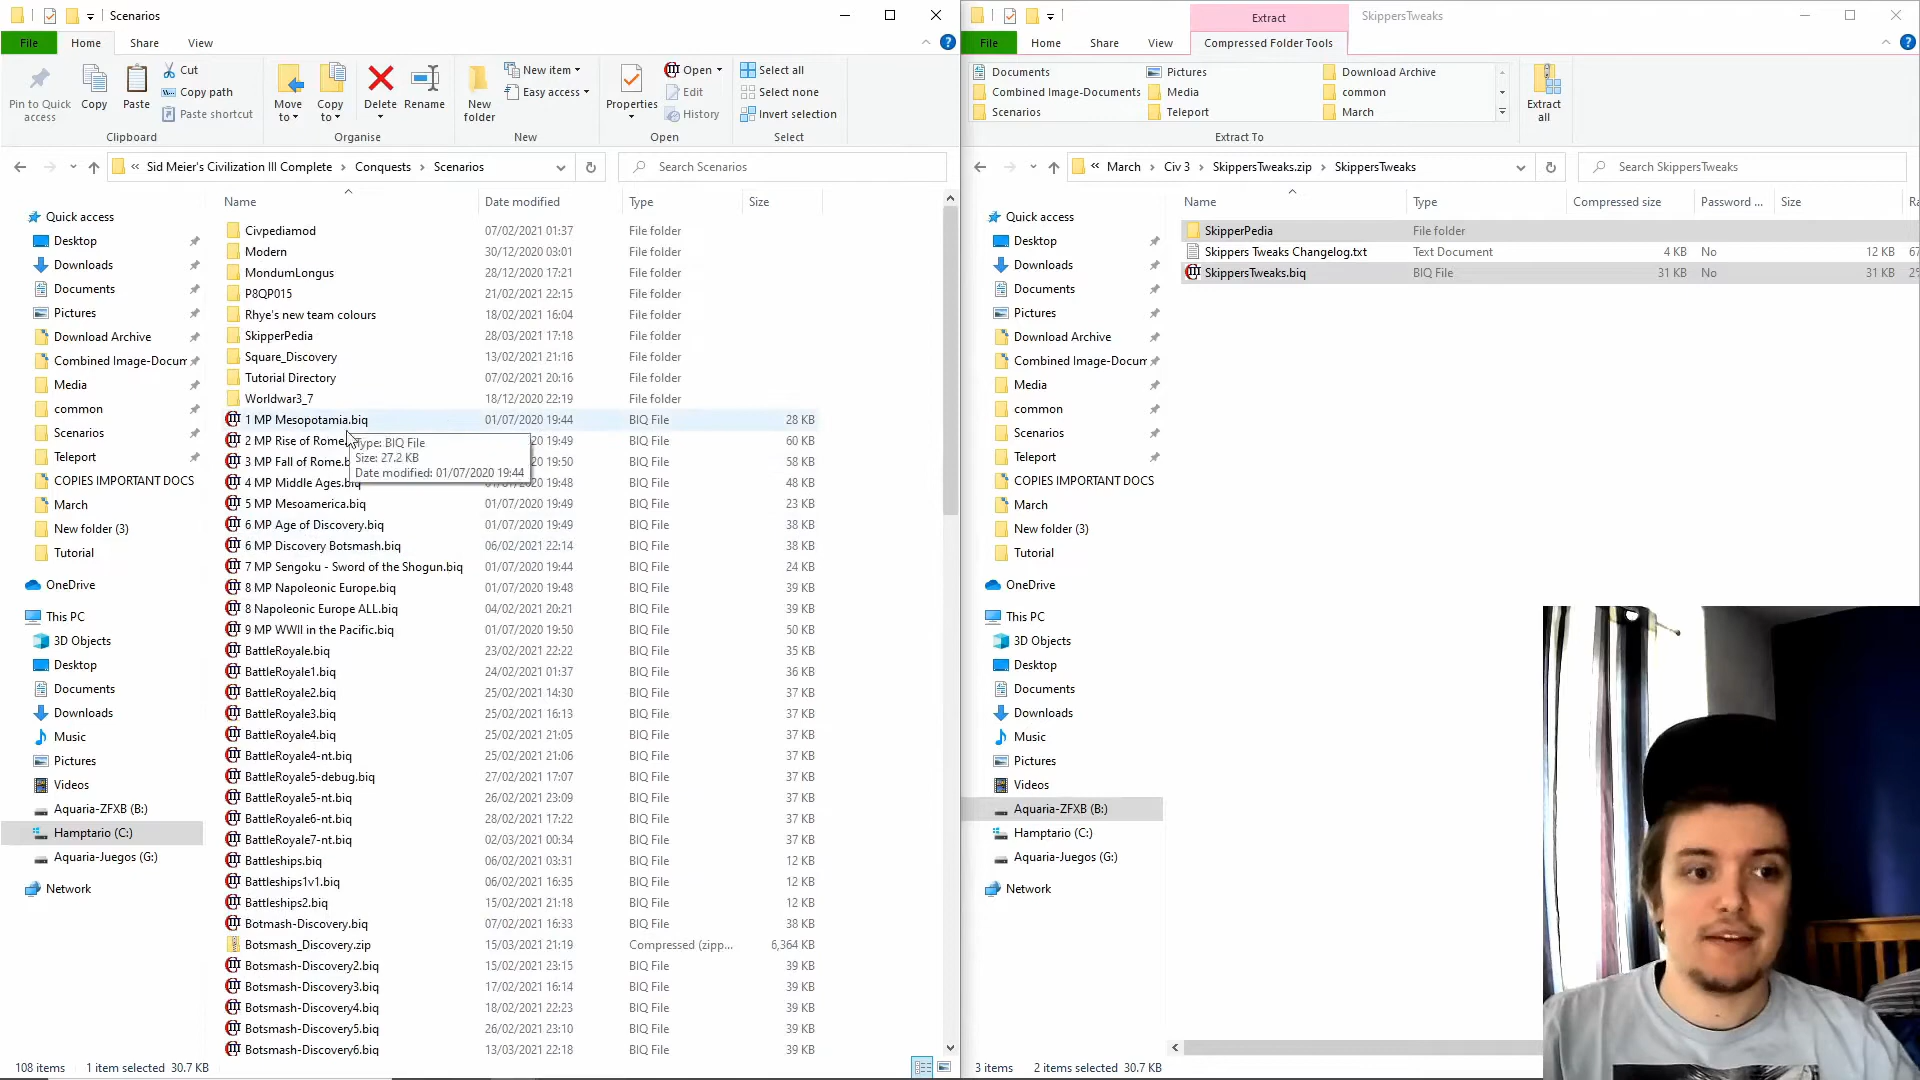 Scenarios
File Home Share View
Pin to Quick access
Copy
Paste
Cut
Copy path
Paste shortcut
Clipboard
Move to
Copy to
Delete
Rename
Organise
New folder
New item
Easy access
New
Properties
Open
Edit
History
Open
Select all
Select none
Invert selection
Select
« Sid Meier's Civilization III Complete > Conquests > Scenarios
Search Scenarios
Quick access
Desktop
Downloads
Documents
Pictures
Download Archive
Combined Image-Docum
Media
common
Scenarios
Teleport
COPIES IMPORTANT DOCS
March
New folder (3)
Tutorial
OneDrive
This PC
3D Objects
Desktop
Documents
Downloads
Music
Pictures
Videos
Aquaria-ZFXB (B:)
Hamptario (C:)
Aquaria-Juegos (G:)
Network
Name Date modified Type Size
Civpediamod 07/02/2021 01:37 File folder
Modern 30/12/2020 03:01 File folder
MondumLongus 28/12/2020 17:21 File folder
P8QP015 21/02/2021 22:15 File folder
Rhye's new team colours 18/02/2021 16:04 File folder
SkipperPedia 28/03/2021 17:18 File folder
Square_Discovery 13/02/2021 21:16 File folder
Tutorial Directory 07/02/2021 20:16 File folder
Worldwar3_7 18/12/2020 22:19 File folder
1 MP Mesopotamia.biq 01/07/2020 19:44 BIQ File 28 KB
2 MP Rise of Rome. 2020 19:49 BIQ File 60 KB
3 MP Fall of Rome.b 2020 19:50 BIQ File 58 KB
4 MP Middle Ages.biq 01/07/2020 19:48 BIQ File 48 KB
Type: BIQ File
Size: 27.2 KB
Date modified: 01/07/2020 19:44
5 MP Mesoamerica.biq 01/07/2020 19:49 BIQ File 23 KB
6 MP Age of Discovery.biq 01/07/2020 19:49 BIQ File 38 KB
6 MP Discovery Botsmash.biq 06/02/2021 22:14 BIQ File 38 KB
7 MP Sengoku - Sword of the Shogun.biq 01/07/2020 19:44 BIQ File 24 KB
8 MP Napoleonic Europe.biq 01/07/2020 19:48 BIQ File 39 KB
8 Napoleonic Europe ALL.biq 04/02/2021 20:21 BIQ File 39 KB
9 MP WWII in the Pacific.biq 01/07/2020 19:50 BIQ File 50 KB
BattleRoyale.biq 23/02/2021 22:22 BIQ File 35 KB
BattleRoyale1.biq 24/02/2021 01:37 BIQ File 36 KB
BattleRoyale2.biq 25/02/2021 14:30 BIQ File 37 KB
BattleRoyale3.biq 25/02/2021 16:13 BIQ File 37 KB
BattleRoyale4.biq 25/02/2021 21:05 BIQ File 37 KB
BattleRoyale4-nt.biq 25/02/2021 21:06 BIQ File 37 KB
BattleRoyale5-debug.biq 27/02/2021 17:07 BIQ File 37 KB
BattleRoyale5-nt.biq 26/02/2021 23:09 BIQ File 37 KB
BattleRoyale6-nt.biq 28/02/2021 17:22 BIQ File 37 KB
BattleRoyale7-nt.biq 02/03/2021 00:34 BIQ File 37 KB
Battleships.biq 06/02/2021 03:31 BIQ File 12 KB
Battleships1v1.biq 06/02/2021 16:35 BIQ File 12 KB
Battleships2.biq 15/02/2021 21:18 BIQ File 12 KB
Botmash-Discovery.biq 07/02/2021 16:33 BIQ File 38 KB
Botsmash_Discovery.zip 15/03/2021 21:19 Compressed (zipp... 6,364 KB
Botsmash-Discovery2.biq 15/02/2021 23:15 BIQ File 39 KB
Botsmash-Discovery3.biq 17/02/2021 16:14 BIQ File 39 KB
Botsmash-Discovery4.biq 18/02/2021 22:23 BIQ File 39 KB
Botsmash-Discovery5.biq 26/02/2021 23:10 BIQ File 39 KB
Botsmash-Discovery6.biq 13/03/2021 22:18 BIQ File 39 KB
108 items 1 item selected 30.7 KB
Extract SkippersTweaks
File Home Share View Compressed Folder Tools
Documents Pictures Download Archive
Combined Image-Documents Media common
Scenarios Teleport March
Extract To
Extract all
« March > Civ 3 > SkippersTweaks.zip > SkippersTweaks
Search SkippersTweaks
Quick access
Desktop
Downloads
Documents
Pictures
Download Archive
Combined Image-Docum
Media
common
Scenarios
Teleport
COPIES IMPORTANT DOCS
March
New folder (3)
Tutorial
OneDrive
This PC
3D Objects
Desktop
Documents
Downloads
Music
Pictures
Videos
Aquaria-ZFXB (B:)
Hamptario (C:)
Aquaria-Juegos (G:)
Network
Name Type Compressed size Password ... Size Ra
SkipperPedia File folder
Skippers Tweaks Changelog.txt Text Document 4 KB No 12 KB 67
SkippersTweaks.biq BIQ File 31 KB No 31 KB
3 items 2 items selected 30.7 KB